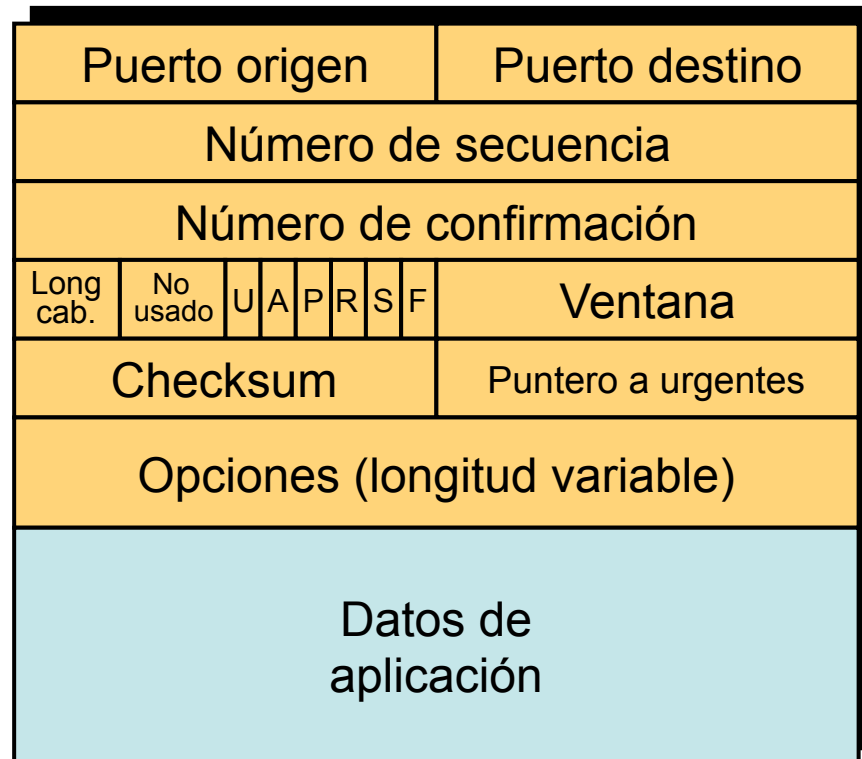 Puerto origen Puerto destino
Número de secuencia
Número de confirmación
Long cab. No usado U A P R S F Ventana
Checksum Puntero a urgentes
Opciones (longitud variable)
Datos de
aplicación